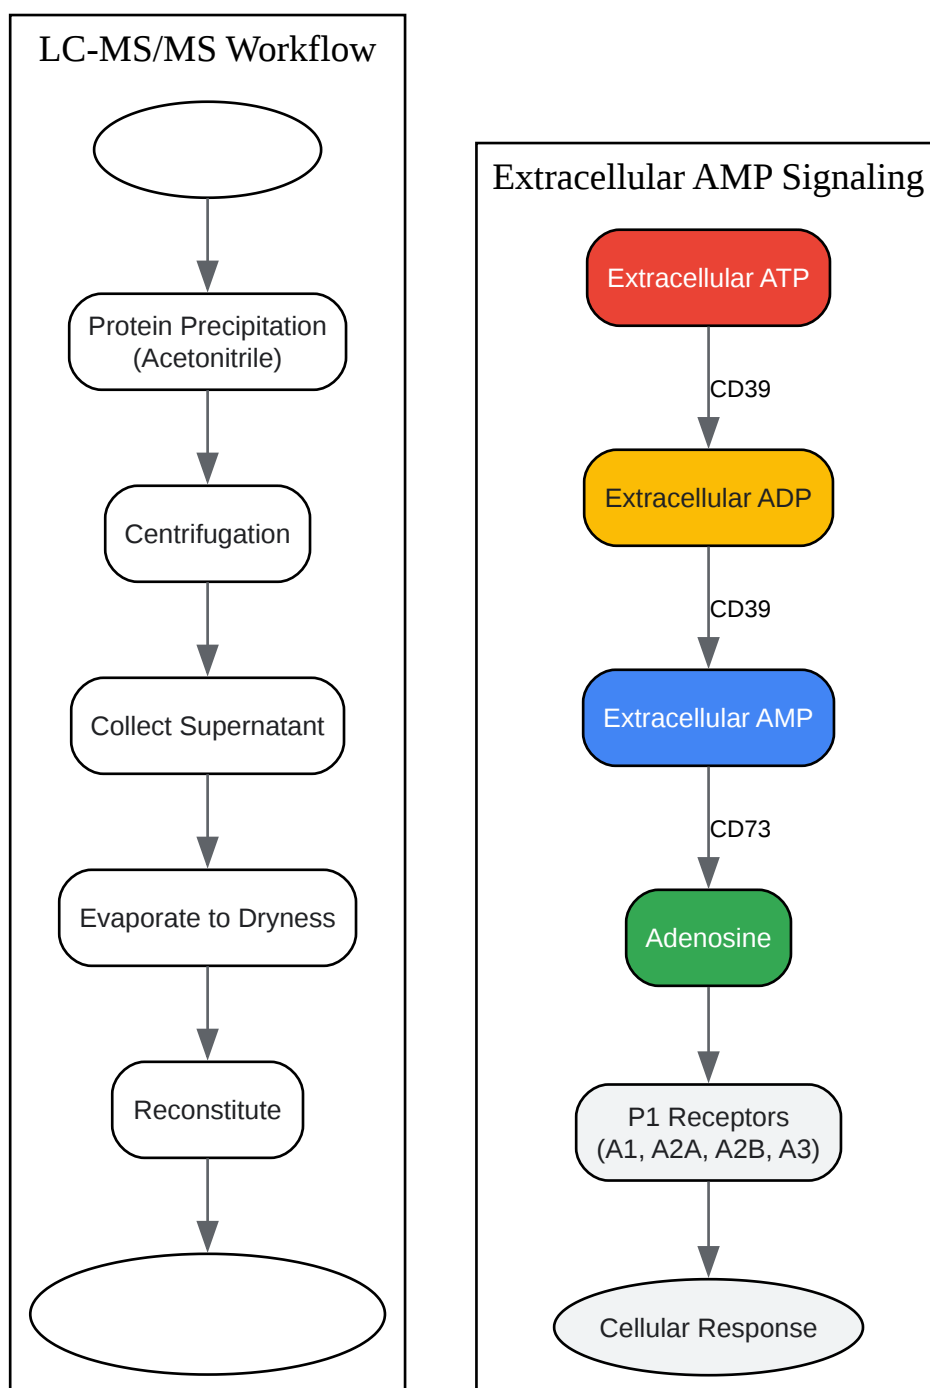 LC-MS/MS Workflow
Protein Precipitation
(Acetonitrile)
Centrifugation
Collect Supernatant
Evaporate to Dryness
Reconstitute
Extracellular AMP Signaling
Extracellular ATP
CD39
Extracellular ADP
CD39
Extracellular AMP
CD73
Adenosine
P1 Receptors
(A1, A2A, A2B, A3)
Cellular Response